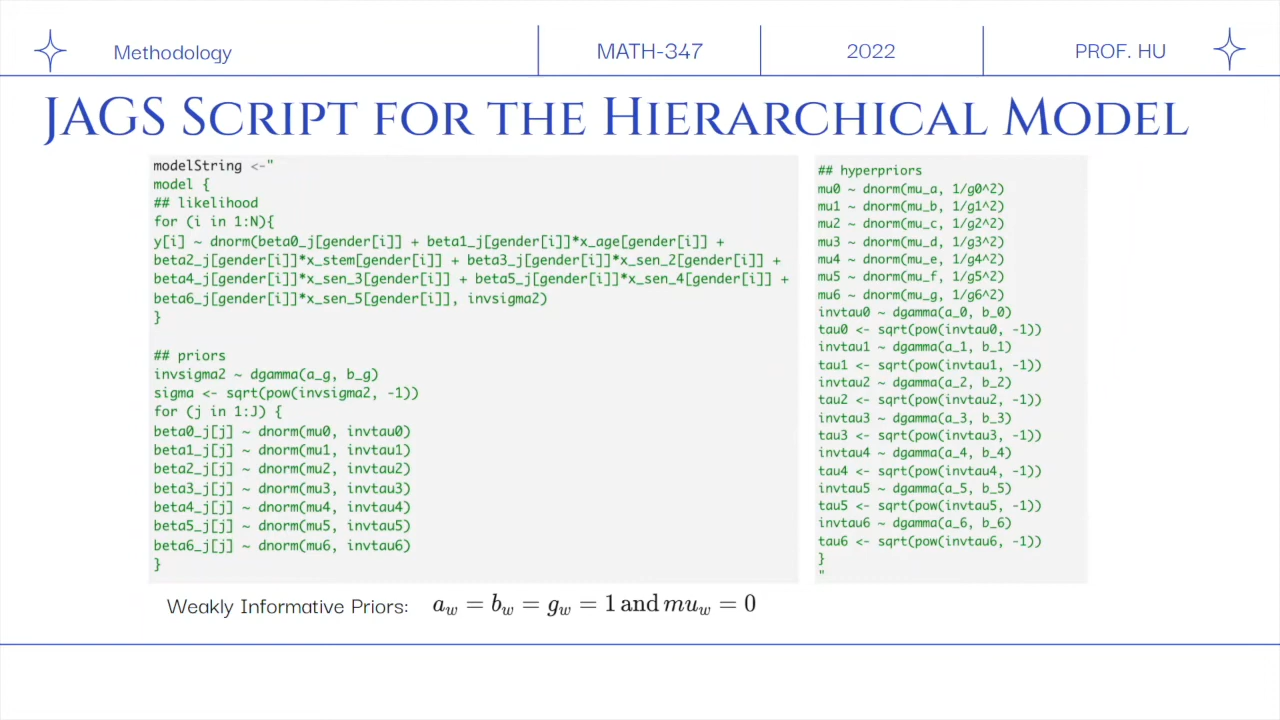 Methodology
MATH-347
2022
PROF. HU
JAGS Script for the Hierarchical Model
modelString <-"
model {
## likelihood
for (i in 1:N){
y[i] ~ dnorm(beta0_j[gender[i]] + beta1_j[gender[i]]*x_age[gender[i]] +
beta2_j[gender[i]]*x_stem[gender[i]] + beta3_j[gender[i]]*x_sen_2[gender[i]] +
beta4_j[gender[i]]*x_sen_3[gender[i]] + beta5_j[gender[i]]*x_sen_4[gender[i]] +
beta6_j[gender[i]]*x_sen_5[gender[i]], invsigma2)
}
## priors
invsigma2 ~ dgamma(a_g, b_g)
sigma <- sqrt(pow(invsigma2, -1))
for (j in 1:J) {
beta0_j[j] ~ dnorm(mu0, invtau0)
beta1_j[j] ~ dnorm(mu1, invtau1)
beta2_j[j] ~ dnorm(mu2, invtau2)
beta3_j[j] ~ dnorm(mu3, invtau3)
beta4_j[j] ~ dnorm(mu4, invtau4)
beta5_j[j] ~ dnorm(mu5, invtau5)
beta6_j[j] ~ dnorm(mu6, invtau6)
}
## hyperpriors
mu0 ~ dnorm(mu_a, 1/g0^2)
mu1 ~ dnorm(mu_b, 1/g1^2)
mu2 ~ dnorm(mu_c, 1/g2^2)
mu3 ~ dnorm(mu_d, 1/g3^2)
mu4 ~ dnorm(mu_e, 1/g4^2)
mu5 ~ dnorm(mu_f, 1/g5^2)
mu6 ~ dnorm(mu_g, 1/g6^2)
invtau0 ~ dgamma(a_0, b_0)
tau0 <- sqrt(pow(invtau0, -1))
invtau1 ~ dgamma(a_1, b_1)
tau1 <- sqrt(pow(invtau1, -1))
invtau2 ~ dgamma(a_2, b_2)
tau2 <- sqrt(pow(invtau2, -1))
invtau3 ~ dgamma(a_3, b_3)
tau3 <- sqrt(pow(invtau3, -1))
invtau4 ~ dgamma(a_4, b_4)
tau4 <- sqrt(pow(invtau4, -1))
invtau5 ~ dgamma(a_5, b_5)
tau5 <- sqrt(pow(invtau5, -1))
invtau6 ~ dgamma(a_6, b_6)
tau6 <- sqrt(pow(invtau6, -1))
}
"
Weakly Informative Priors: a_w = b_w = g_w = 1 and mu_w = 0